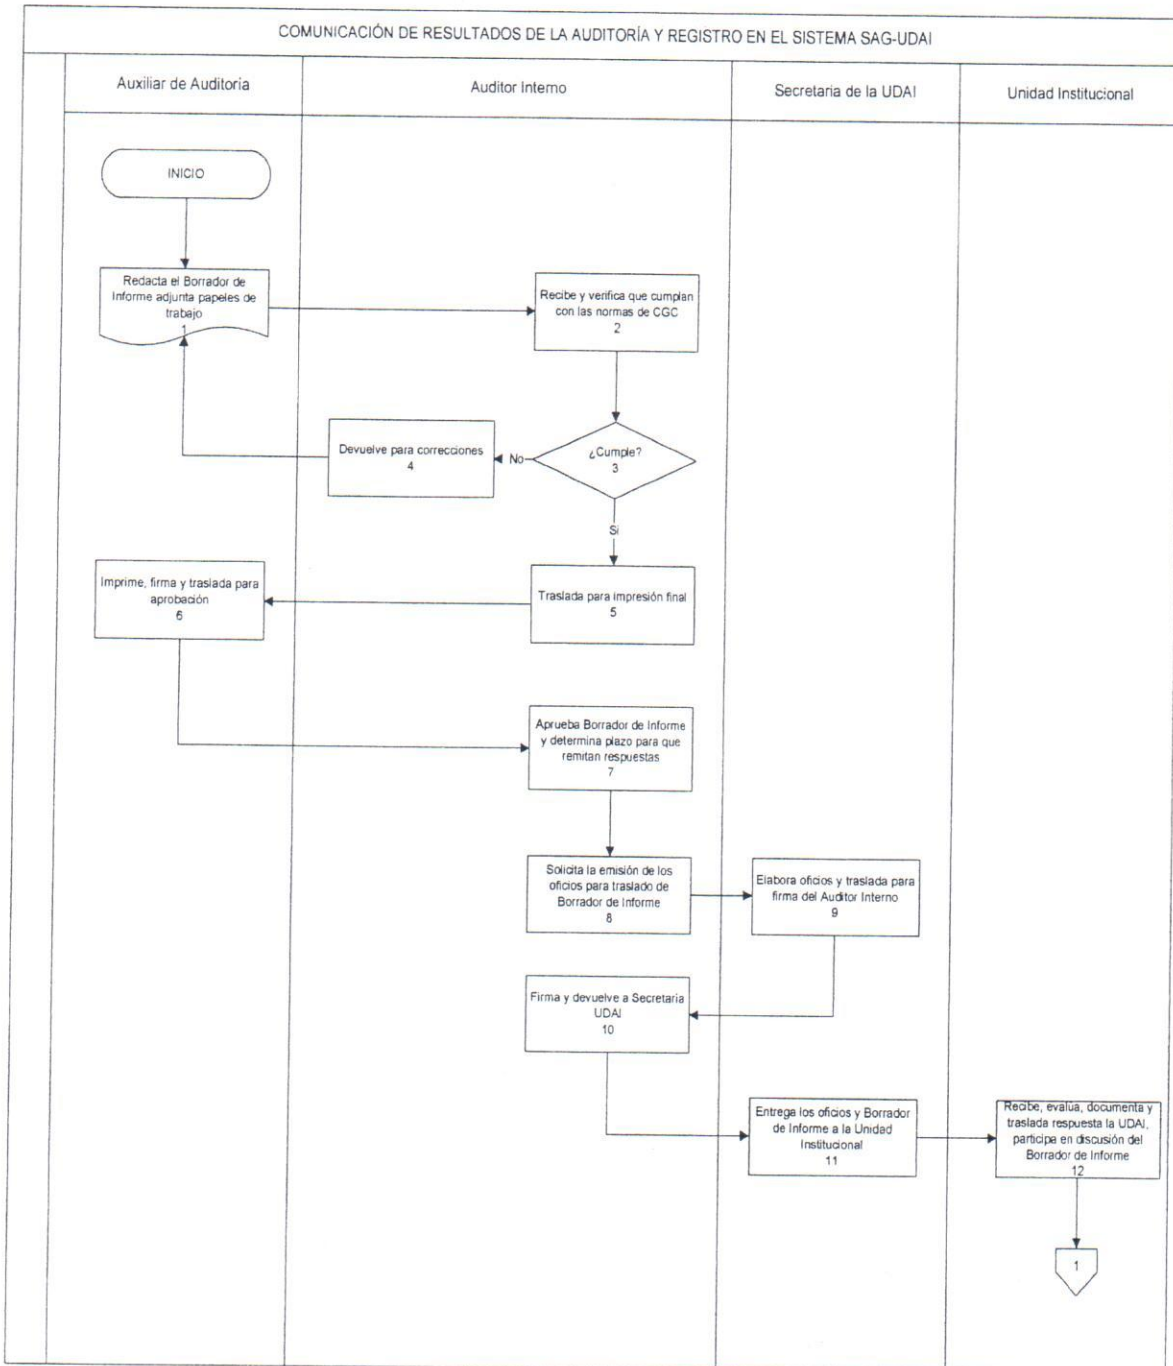 COMUNICACIÓN DE RESULTADOS DE LA AUDITORÍA Y REGISTRO EN EL SISTEMA SAG-UDAI
Auxiliar de Auditoría
Auditor Interno
Secretaria de la UDAI
Unidad Institucional
INICIO
Redacta el Borrador de
Informe adjunta papeles de
trabajo
1
Recibe y verifica que cumplan
con las normas de CGC
2
¿Cumple?
3
No
Devuelve para correcciones
4
Si
Traslada para impresión final
5
Imprime, firma y traslada para
aprobación
6
Aprueba Borrador de Informe
y determina plazo para que
remitan respuestas
7
Solicita la emisión de los
oficios para traslado de
Borrador de Informe
8
Elabora oficios y traslada para
firma del Auditor Interno
9
Firma y devuelve a Secretaria
UDAI
10
Entrega los oficios y Borrador
de Informe a la Unidad
Institucional
11
Recibe, evalúa, documenta y
traslada respuesta la UDAI,
participa en discusión del
Borrador de Informe
12
1